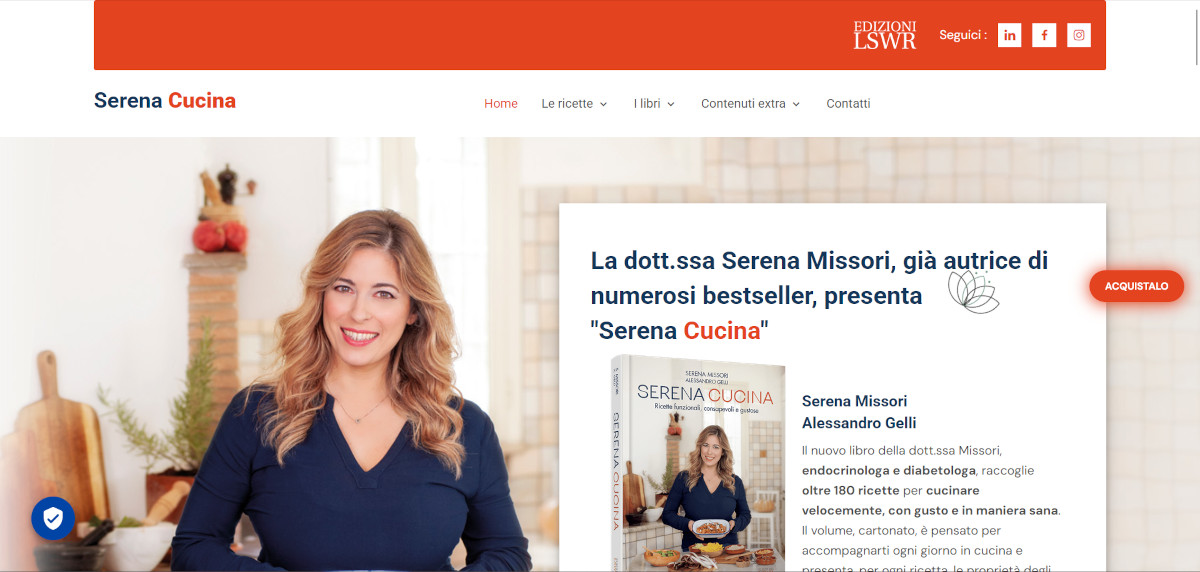 EDIZIONI
LSWR
Seguici :
Serena Cucina
Home
Le ricette
I libri
Contenuti extra
Contatti
La dott.ssa Serena Missori, già autrice di
numerosi bestseller, presenta
"Serena Cucina"
ACQUISTALO
SERENA MISSORI
ALESSANDRO GELLI
SERENA CUCINA
Ricette funzionali, consapevoli e gustose
SERENA CUCINA
Serena Missori
Alessandro Gelli
Il nuovo libro della dott.ssa Missori,
endocrinologa e diabetologa, raccoglie
oltre 180 ricette per cucinare
velocemente, con gusto e in maniera sana.
Il volume, cartonato, è pensato per
accompagnarti ogni giorno in cucina e
presenta, per ogni ricetta, le proprietà degli